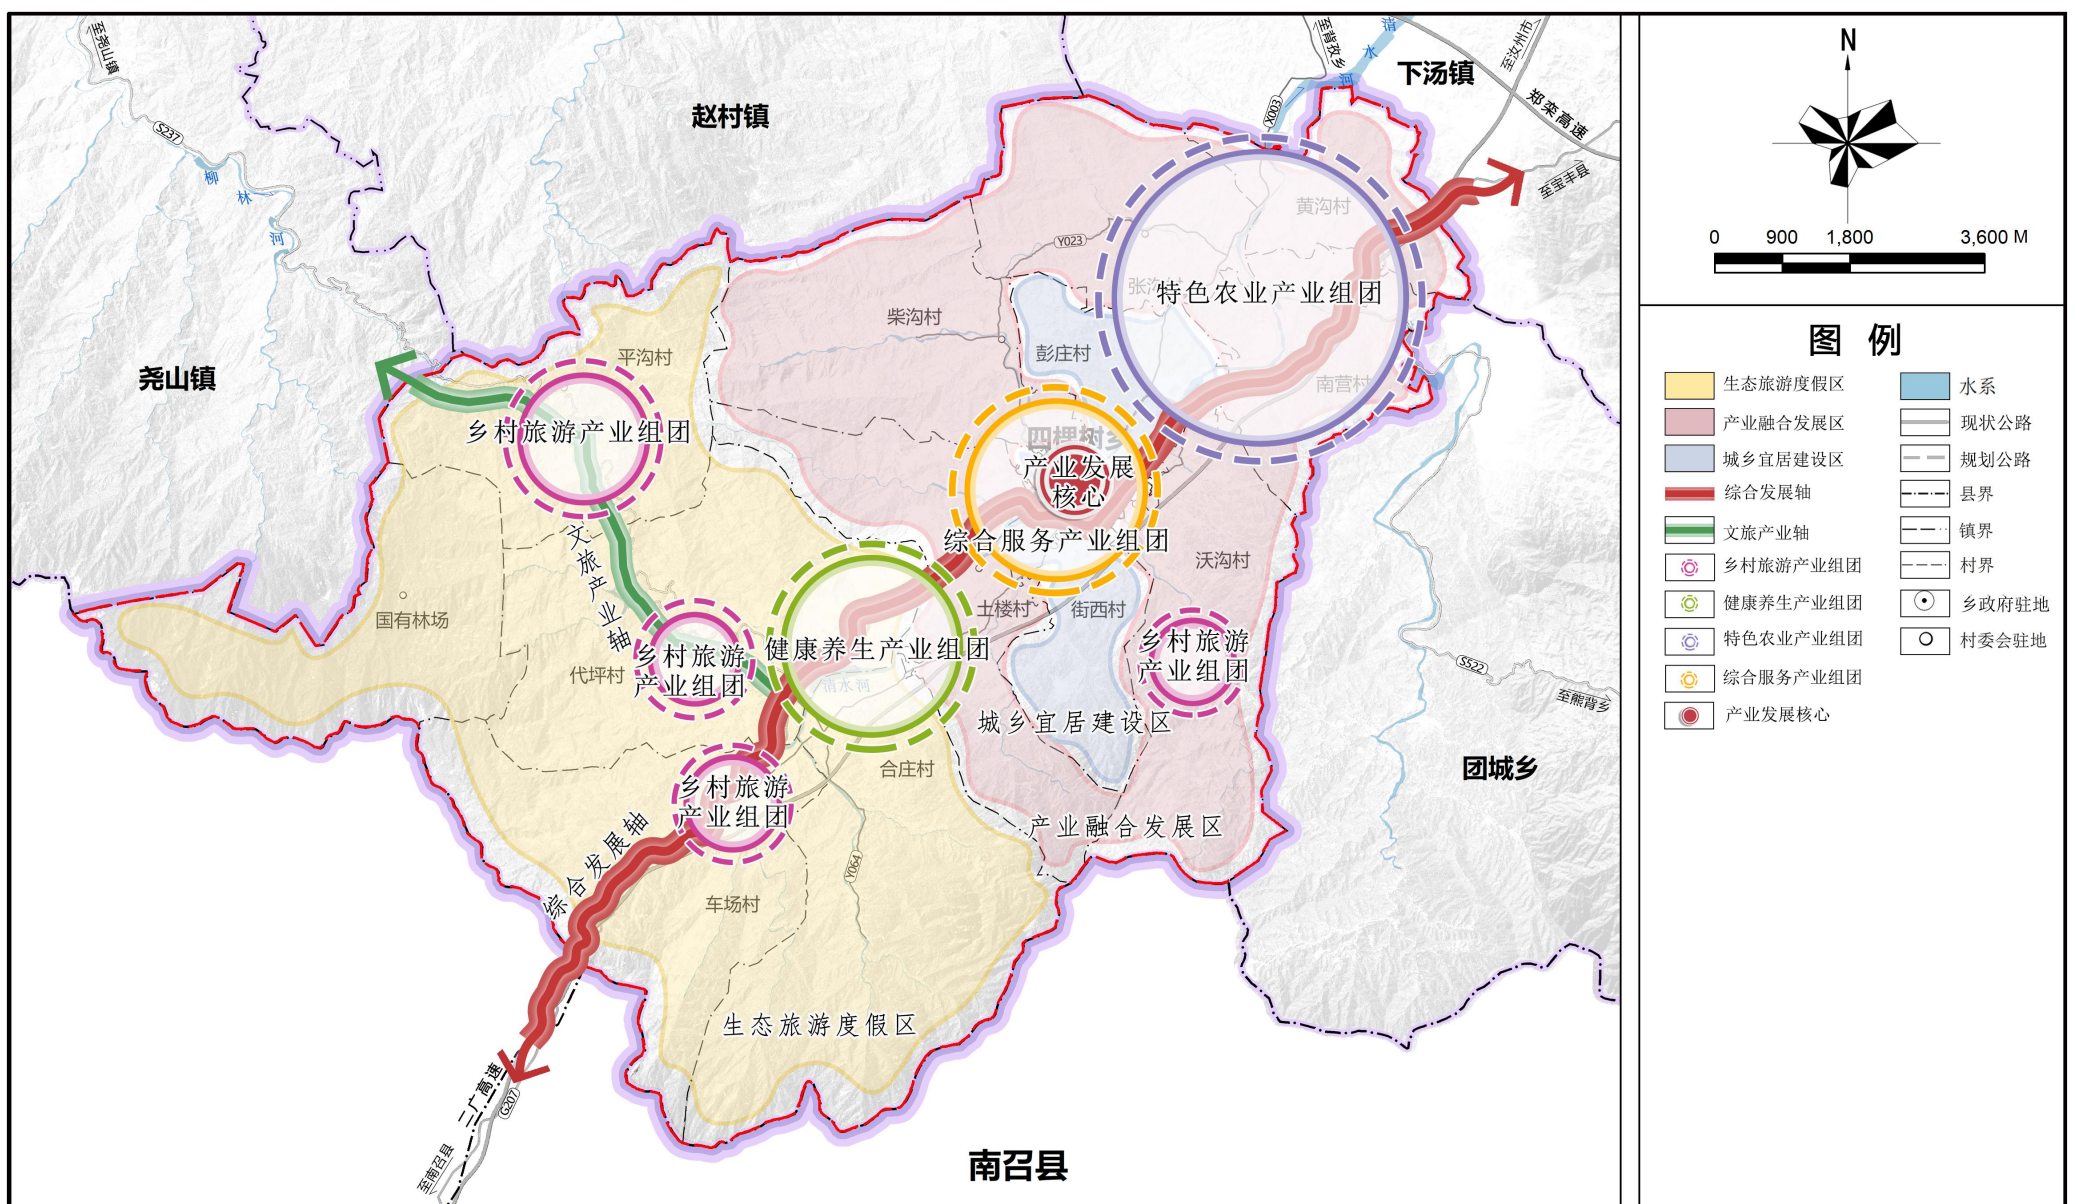 至尧山镇
S237
柳林河
赵村镇
至背孜乡
清水河
X003
下汤镇
至汝州市
郑栾高速
至宝丰县
黄沟村
Y023
特色农业产业组团
柴沟村
彭庄村
南营村
尧山镇
平沟村
乡村旅游产业组团
四棵树乡
产业发展
核心
综合服务产业组团
文旅产业轴
国有林场
代坪村
乡村旅游
产业组团
健康养生产业组团
清水河
土楼村
街西村
沃沟村
乡村旅游
产业组团
城乡宜居建设区
S522
至熊背乡
团城乡
合庄村
乡村旅游
产业组团
产业融合发展区
综合发展轴
Y064
车场村
生态旅游度假区
二广高速
G207
至南召县
南召县
N
0 900 1,800 3,600 M
图 例
生态旅游度假区
产业融合发展区
城乡宜居建设区
综合发展轴
文旅产业轴
乡村旅游产业组团
健康养生产业组团
特色农业产业组团
综合服务产业组团
产业发展核心
水系
现状公路
规划公路
县界
镇界
村界
乡政府驻地
村委会驻地